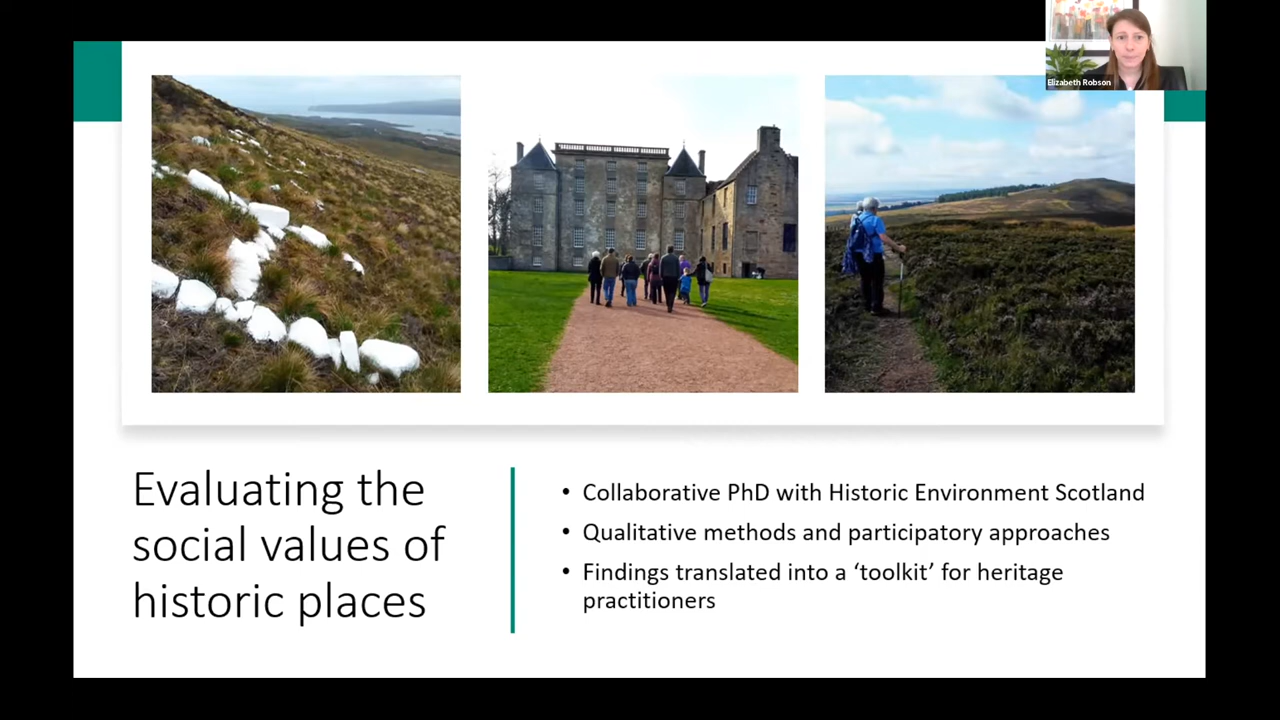 Elizabeth Robson
Evaluating the
social values of
historic places
• Collaborative PhD with Historic Environment Scotland
• Qualitative methods and participatory approaches
• Findings translated into a ‘toolkit’ for heritage
practitioners